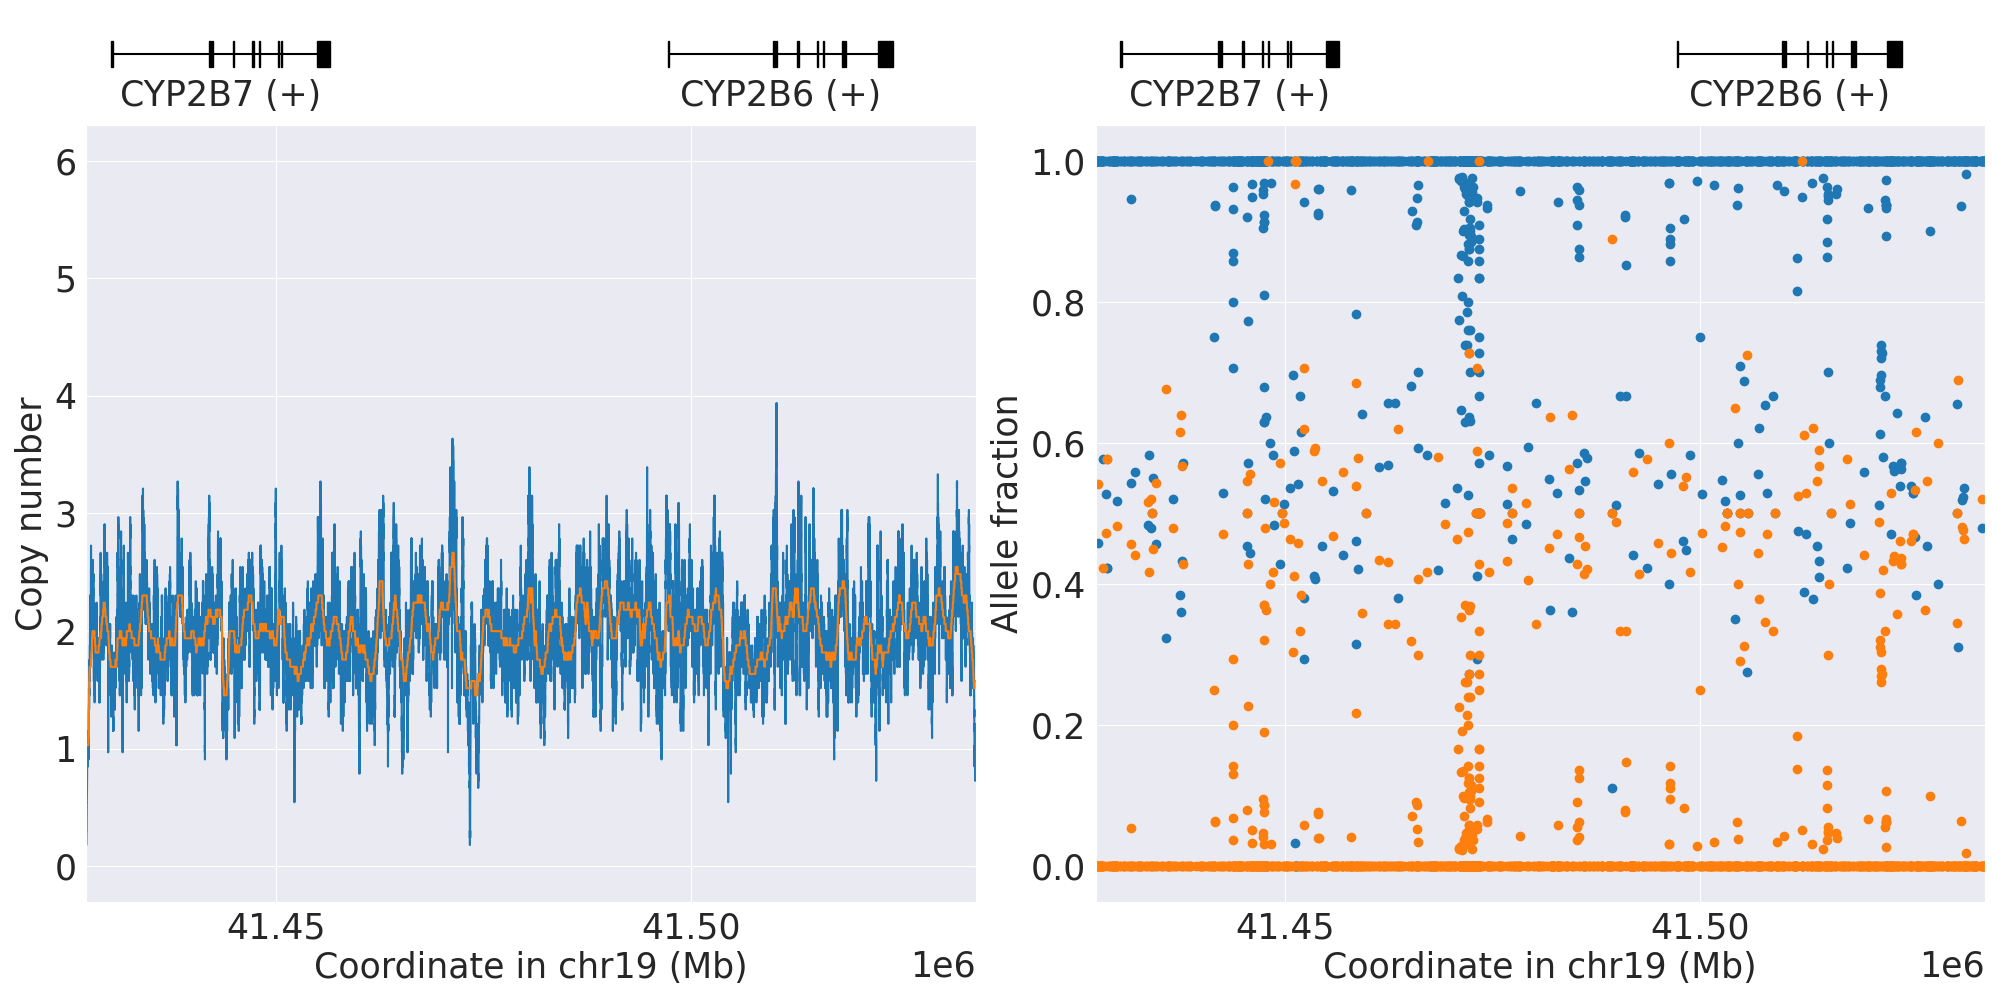 CYP2B7 (+)
CYP2B6 (+)
Copy number
6
5
4
3
2
1
0
41.45
41.50
Coordinate in chr19 (Mb)
1e6
CYP2B7 (+)
CYP2B6 (+)
Allele fraction
1.0
0.8
0.6
0.4
0.2
0.0
41.45
41.50
Coordinate in chr19 (Mb)
1e6